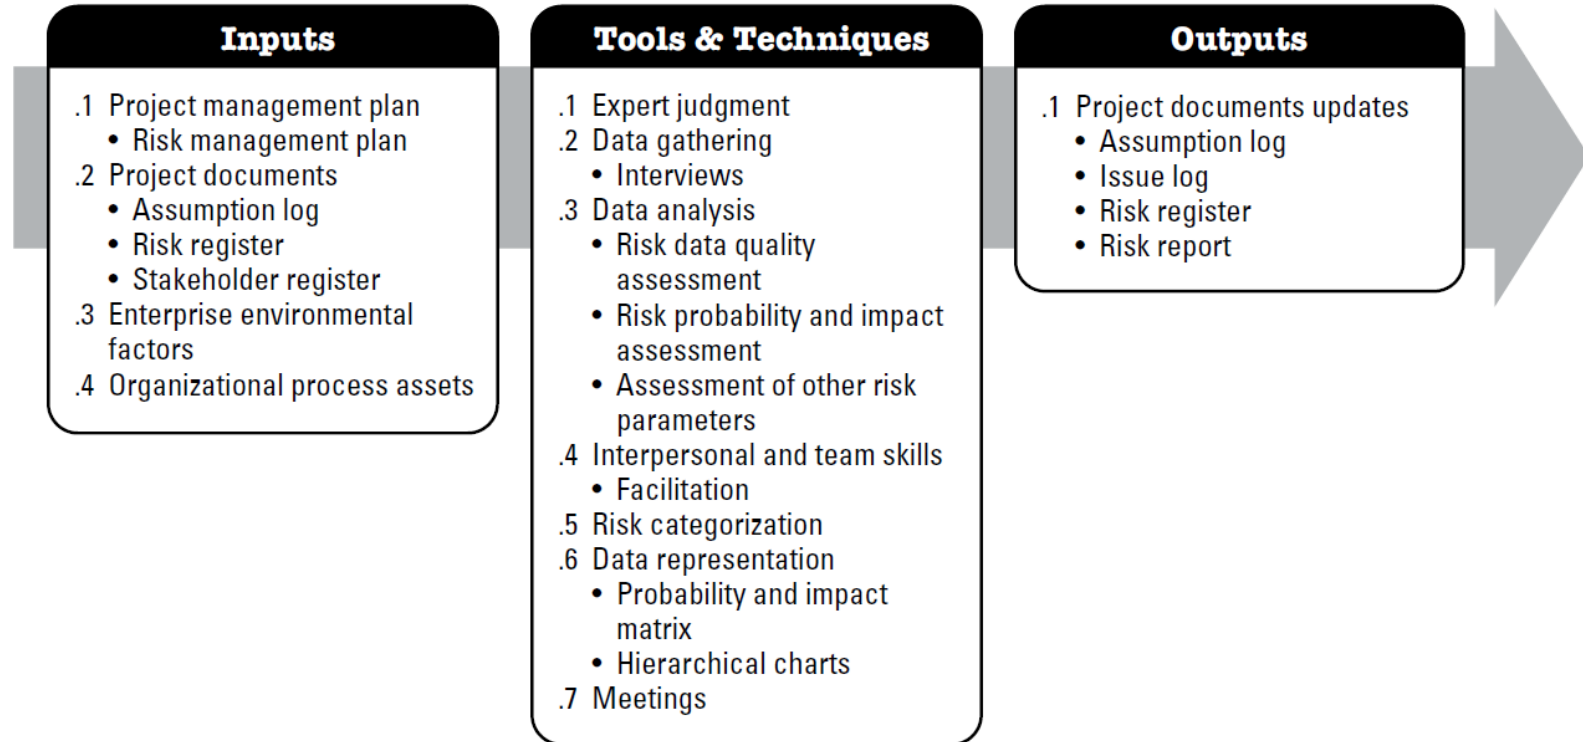 Inputs
.1 Project management plan
• Risk management plan
.2 Project documents
• Assumption log
• Risk register
• Stakeholder register
.3 Enterprise environmental
factors
.4 Organizational process assets
Tools & Techniques
.1 Expert judgment
.2 Data gathering
• Interviews
.3 Data analysis
• Risk data quality
assessment
• Risk probability and impact
assessment
• Assessment of other risk
parameters
.4 Interpersonal and team skills
• Facilitation
.5 Risk categorization
.6 Data representation
• Probability and impact
matrix
• Hierarchical charts
.7 Meetings
Outputs
.1 Project documents updates
• Assumption log
• Issue log
• Risk register
• Risk report